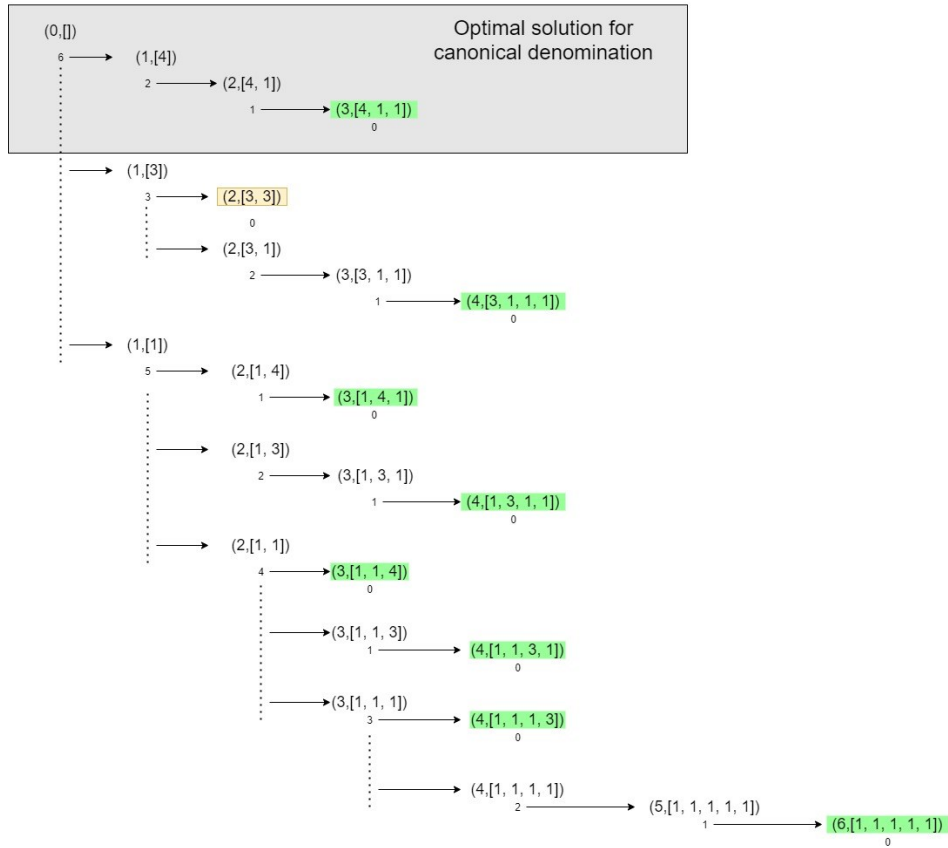 Optimal solution for
canonical denomination
(0,[])
6
(1,[4])
2
(2,[4, 1])
1
(3,[4, 1, 1])
0
(1,[3])
3
(2,[3, 3])
0
(2,[3, 1])
2
(3,[3, 1, 1])
1
(4,[3, 1, 1, 1])
0
(1,[1])
5
(2,[1, 4])
1
(3,[1, 4, 1])
0
(2,[1, 3])
2
(3,[1, 3, 1])
1
(4,[1, 3, 1, 1])
0
(2,[1, 1])
4
(3,[1, 1, 4])
0
(3,[1, 1, 3])
1
(4,[1, 1, 3, 1])
0
(3,[1, 1, 1])
3
(4,[1, 1, 1, 3])
0
(4,[1, 1, 1, 1])
2
(5,[1, 1, 1, 1, 1])
1
(6,[1, 1, 1, 1, 1])
0